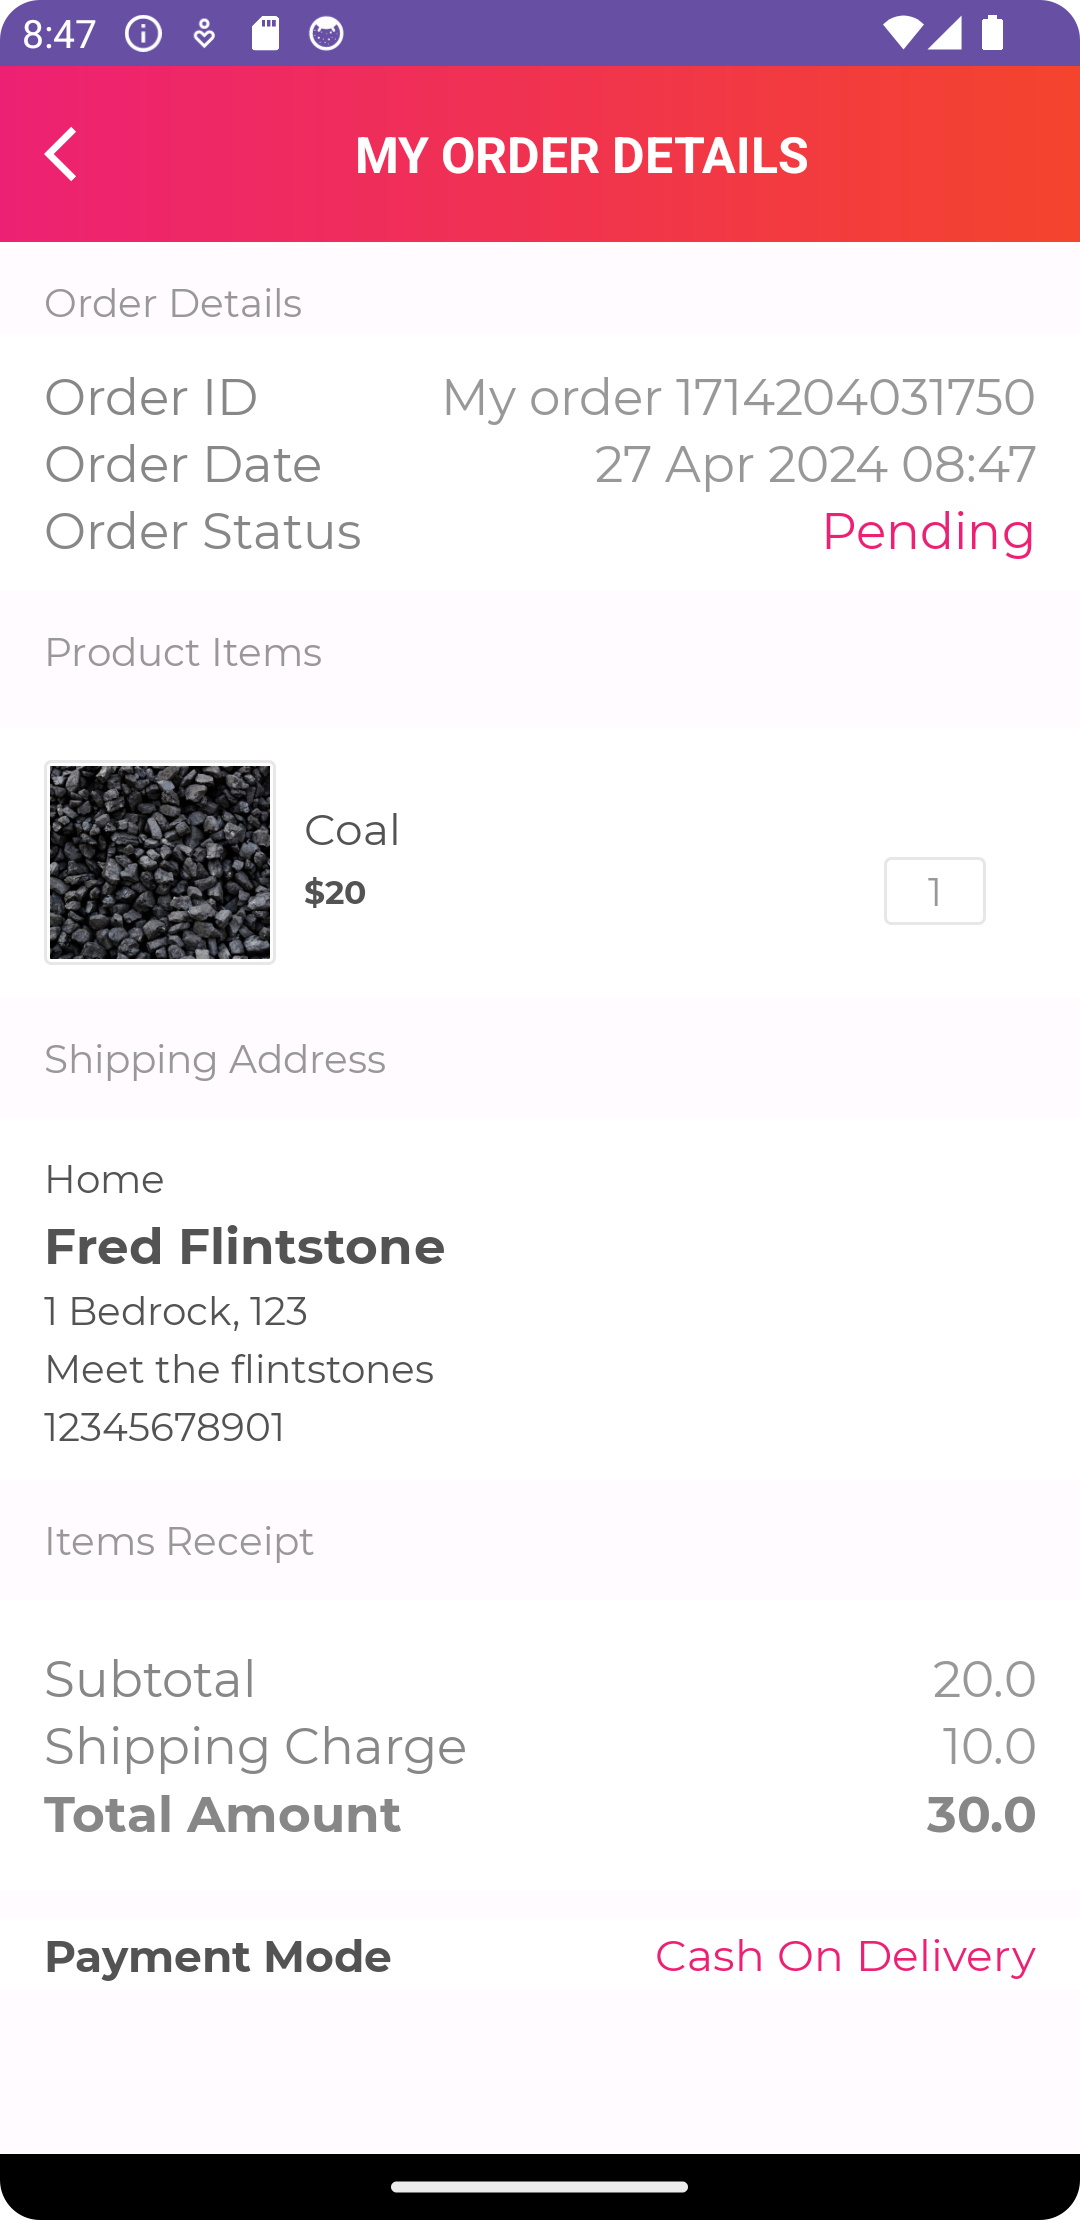 8:47
MY ORDER DETAILS
Order Details
Order ID My order 1714204031750
Order Date 27 Apr 2024 08:47
Order Status Pending
Product Items
Coal
$20
1
Shipping Address
Home
Fred Flintstone
1 Bedrock, 123
Meet the flintstones
12345678901
Items Receipt
Subtotal 20.0
Shipping Charge 10.0
Total Amount 30.0
Payment Mode Cash On Delivery